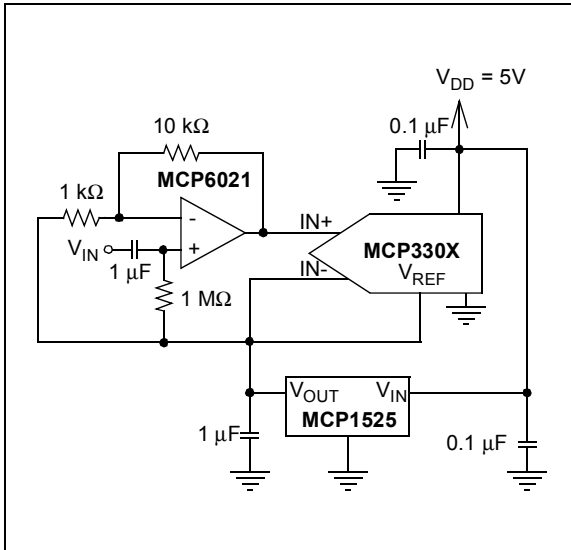 V_DD = 5V
10 kΩ
0.1 μF
MCP6021
1 kΩ
-
IN+
V_IN
+
1 μF
IN-
MCP330X
V_REF
1 MΩ
V_OUT
V_IN
MCP1525
1 μF
0.1 μF